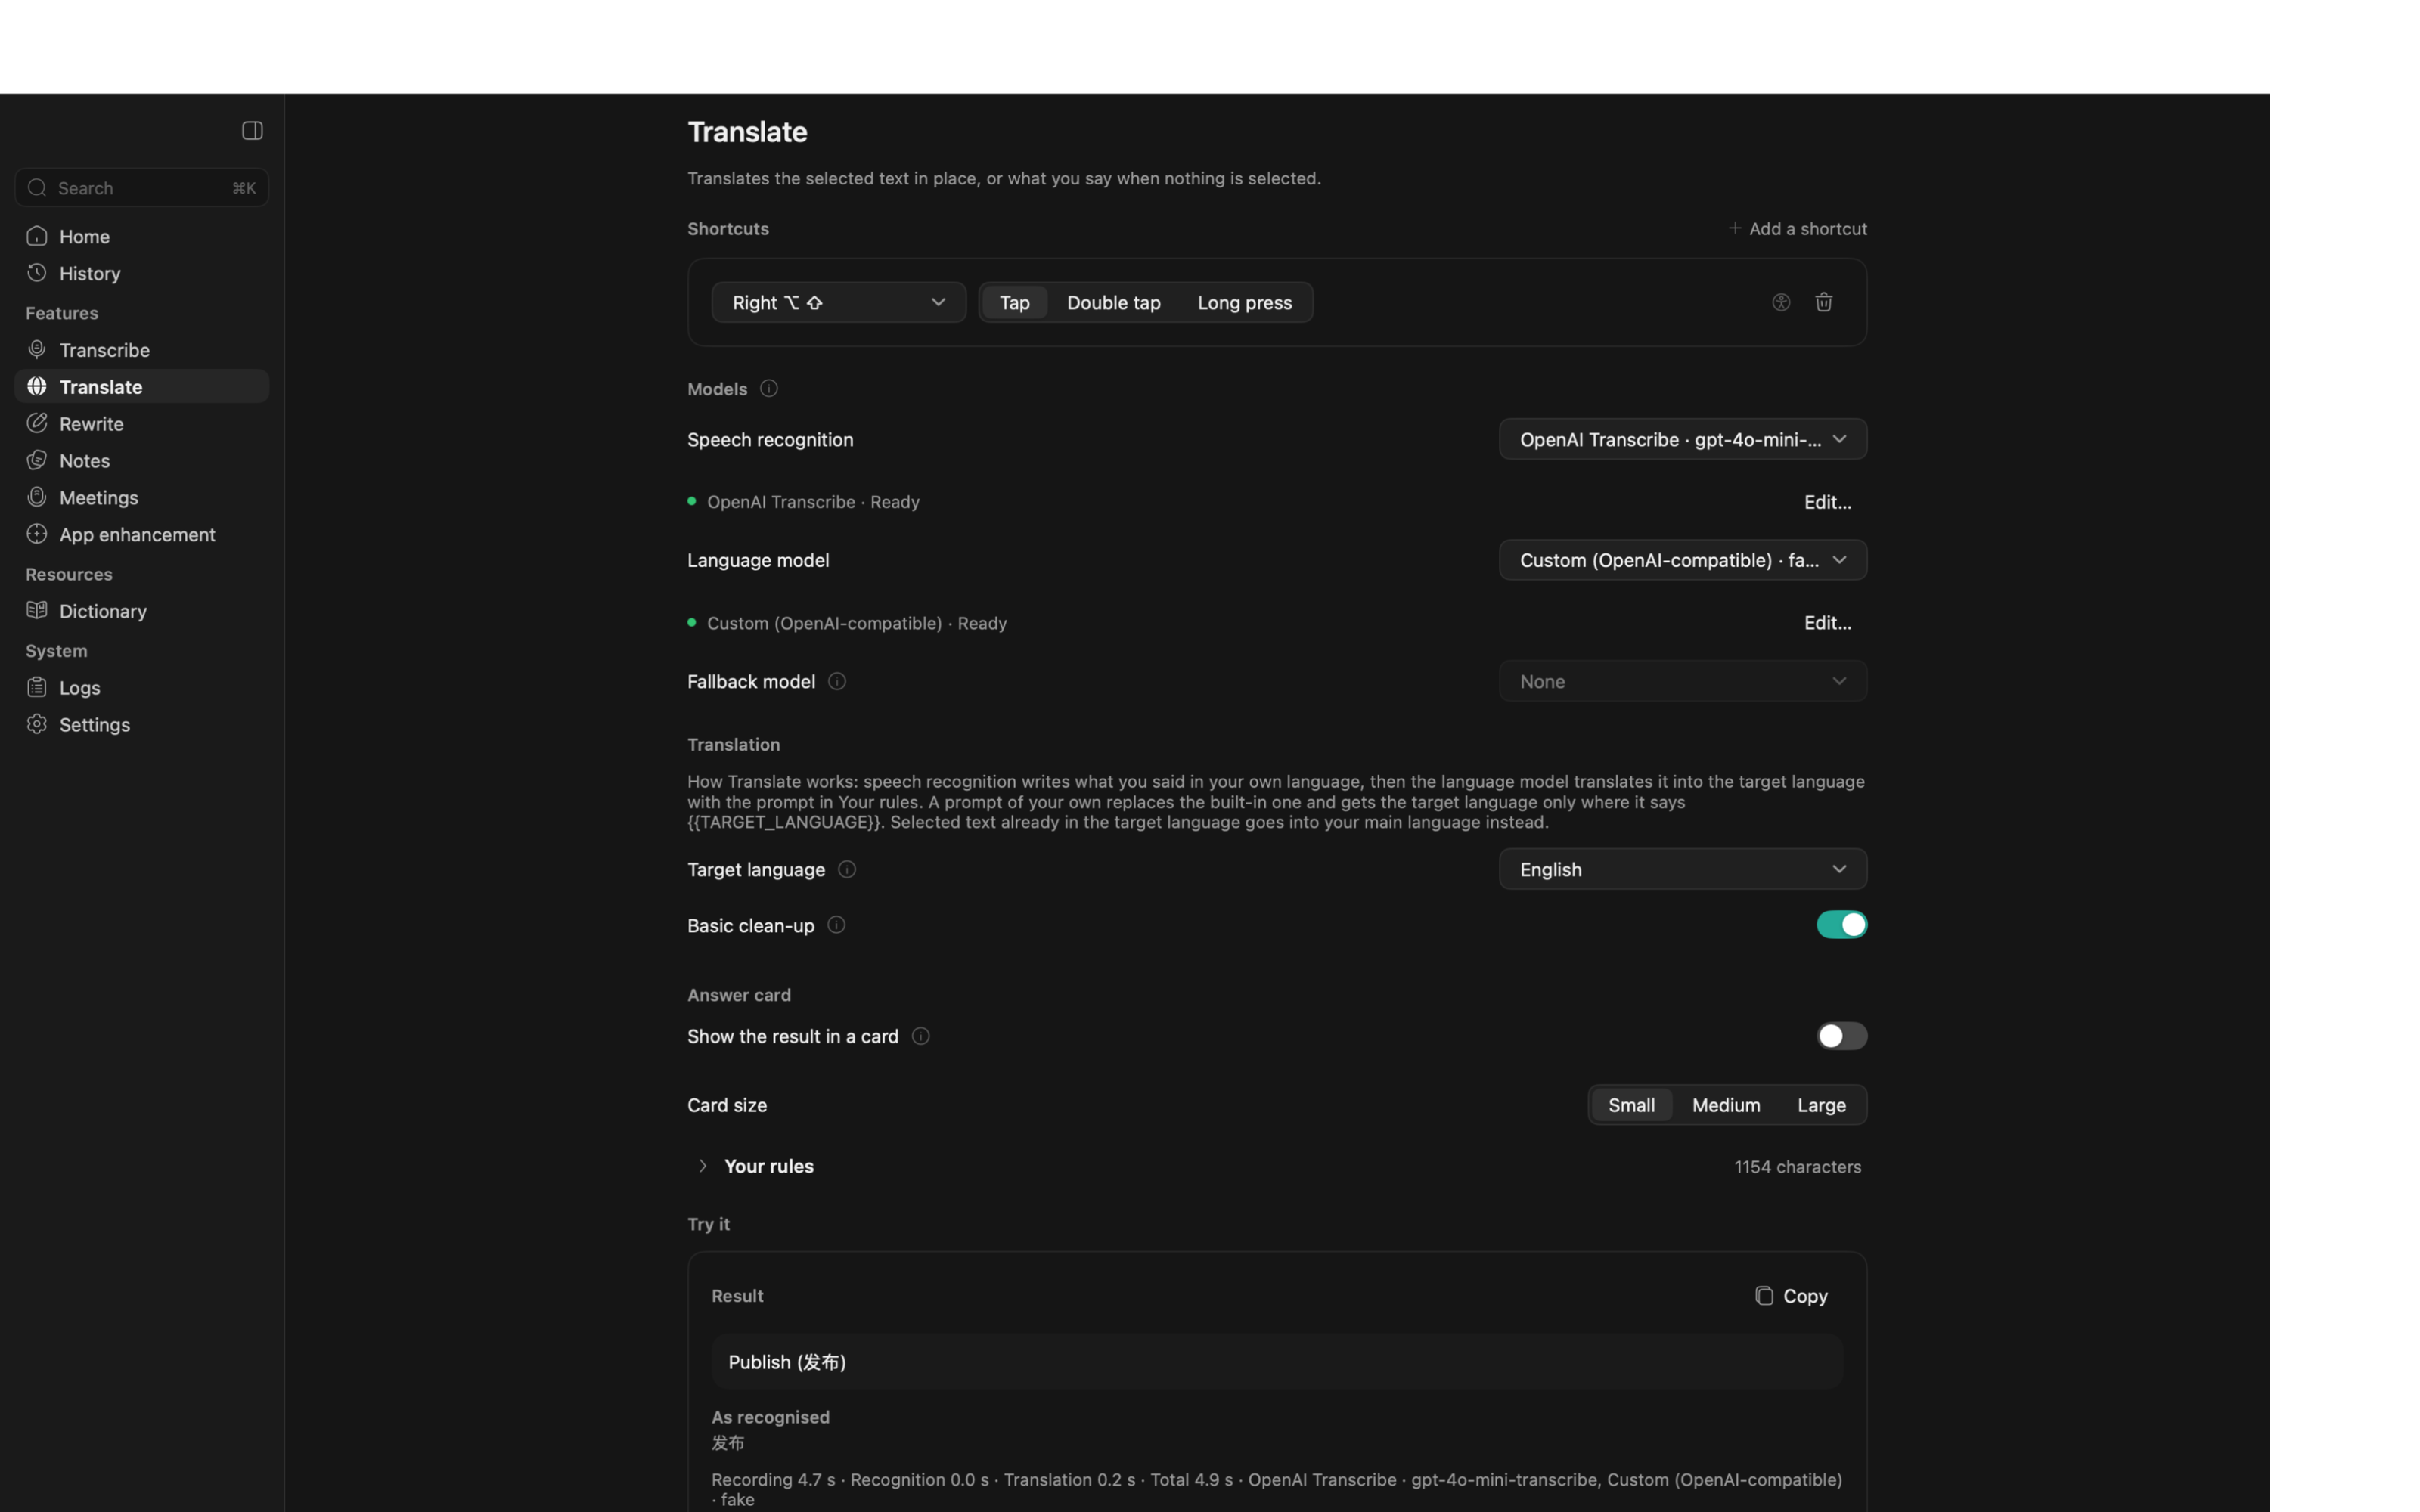 Search ⌘K
Home
History
Features
Transcribe
Translate
Rewrite
Notes
Meetings
App enhancement
Resources
Dictionary
System
Logs
Settings
Translate
Translates the selected text in place, or what you say when nothing is selected.
Shortcuts
+ Add a shortcut
Right ⌥ ⇧
Tap Double tap Long press
Models
Speech recognition
OpenAI Transcribe · gpt-4o-mini-...
OpenAI Transcribe · Ready
Edit...
Language model
Custom (OpenAI-compatible) · fa...
Custom (OpenAI-compatible) · Ready
Edit...
Fallback model
None
Translation
How Translate works: speech recognition writes what you said in your own language, then the language model translates it into the target language
with the prompt in Your rules. A prompt of your own replaces the built-in one and gets the target language only where it says
{{TARGET_LANGUAGE}}. Selected text already in the target language goes into your main language instead.
Target language
English
Basic clean-up
Answer card
Show the result in a card
Card size
Small Medium Large
Your rules
1154 characters
Try it
Result
Copy
Publish (发布)
As recognised
发布
Recording 4.7 s · Recognition 0.0 s · Translation 0.2 s · Total 4.9 s · OpenAI Transcribe · gpt-4o-mini-transcribe, Custom (OpenAI-compatible)
· fake